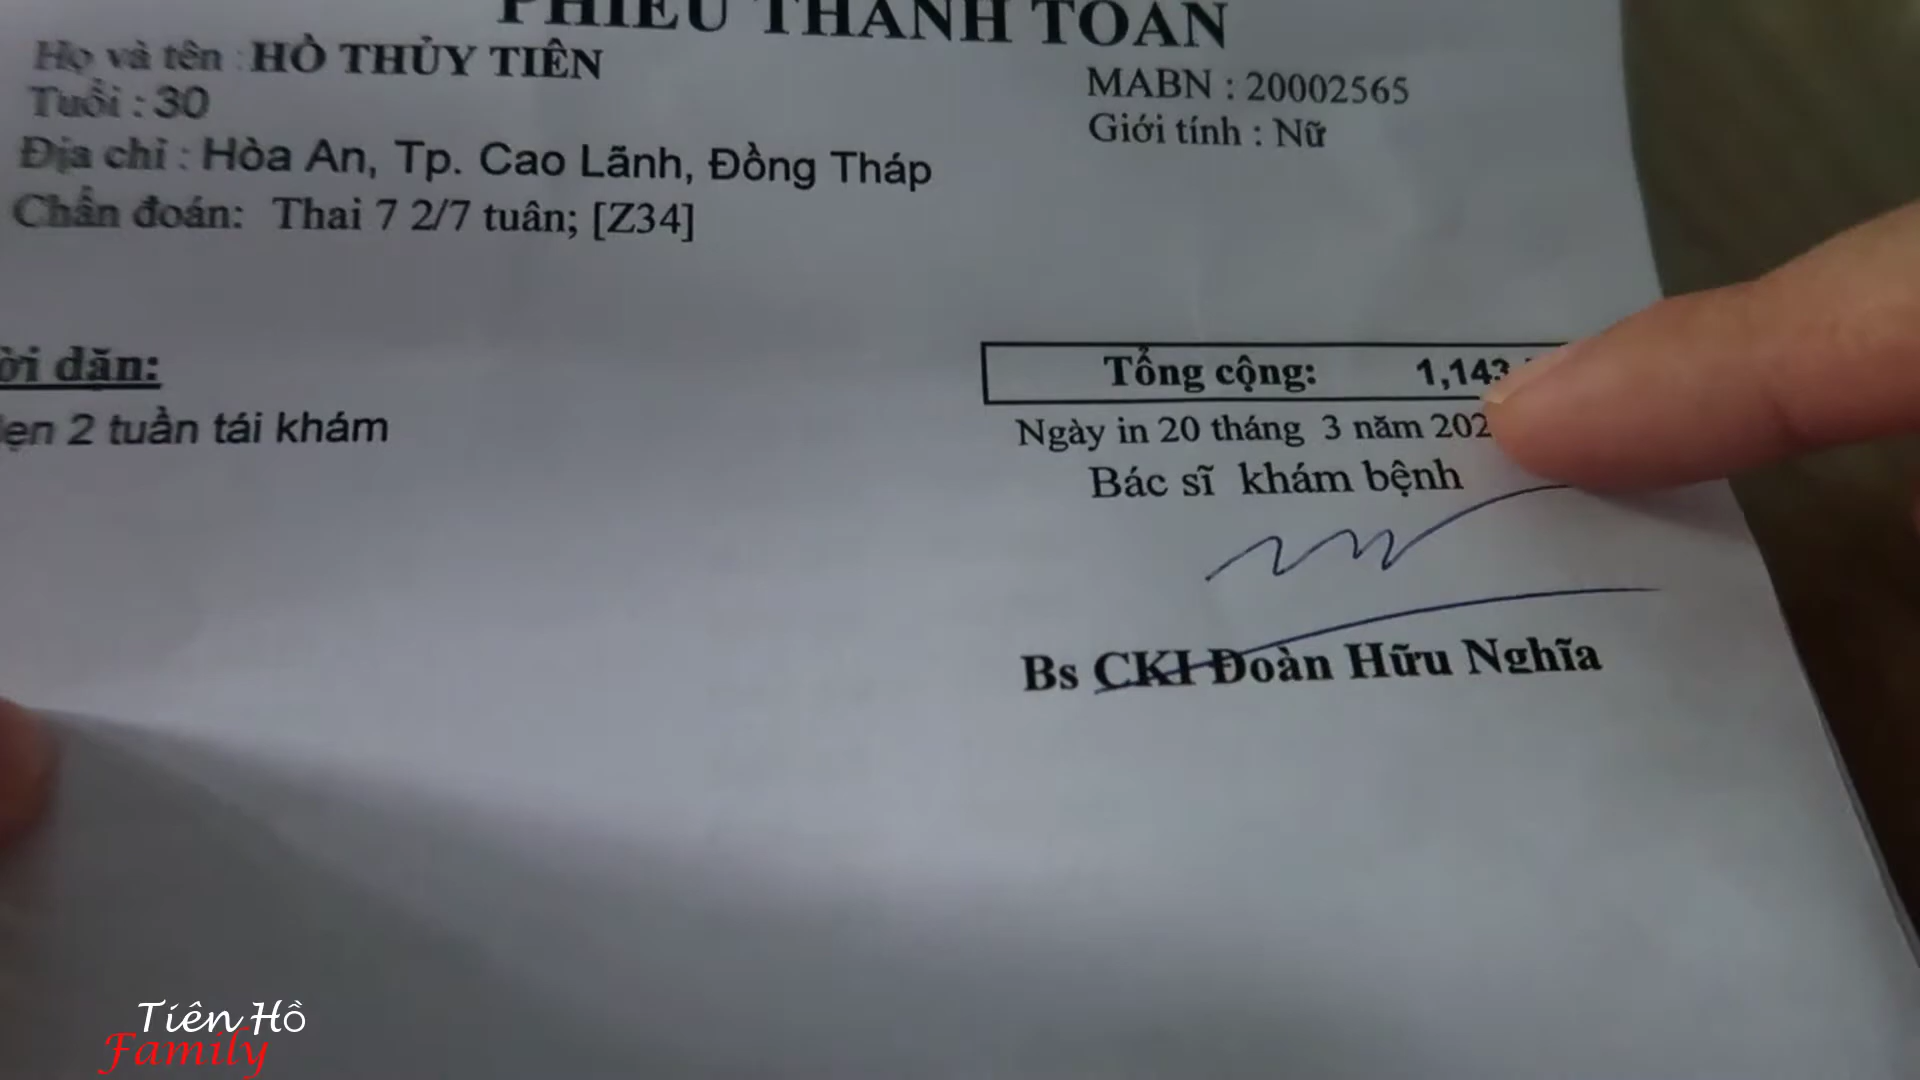 PHIẾU THANH TOÁN
Họ và tên : HỒ THỦY TIÊN
MABN : 20002565
Tuổi : 30
Giới tính : Nữ
Địa chỉ : Hòa An, Tp. Cao Lãnh, Đồng Tháp
Chẩn đoán: Thai 7 2/7 tuần; [Z34]
ời dặn:
Tổng cộng: 1,143
ẹn 2 tuần tái khám
Ngày in 20 tháng 3 năm 202
Bác sĩ khám bệnh
Bs CKI Đoàn Hữu Nghĩa
Tiên Hồ
Family